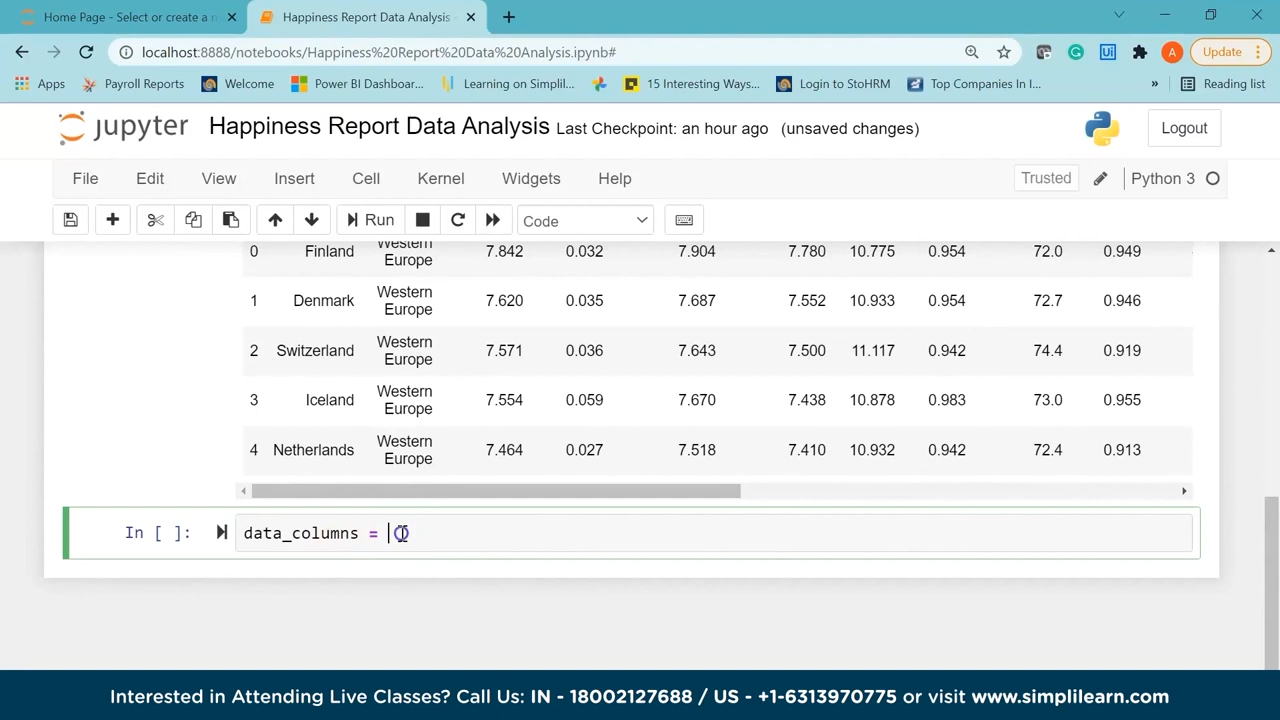 Home Page - Select or create a n
Happiness Report Data Analysis -
localhost:8888/notebooks/Happiness%20Report%20Data%20Analysis.ipynb#
A
Update
Apps
Payroll Reports
Welcome
Power BI Dashboar...
Learning on Simplil...
15 Interesting Ways...
Login to StoHRM
Top Companies In I...
»
Reading list
jupyter
Happiness Report Data Analysis Last Checkpoint: an hour ago (unsaved changes)
Logout
File Edit View Insert Cell Kernel Widgets Help
Trusted
Python 3
Run
Code
0 Finland Western Europe 7.842 0.032 7.904 7.780 10.775 0.954 72.0 0.949
1 Denmark Western Europe 7.620 0.035 7.687 7.552 10.933 0.954 72.7 0.946
2 Switzerland Western Europe 7.571 0.036 7.643 7.500 11.117 0.942 74.4 0.919
3 Iceland Western Europe 7.554 0.059 7.670 7.438 10.878 0.983 73.0 0.955
4 Netherlands Western Europe 7.464 0.027 7.518 7.410 10.932 0.942 72.4 0.913
In [ ]: data_columns =
Interested in Attending Live Classes? Call Us: IN - 18002127688 / US - +1-6313970775 or visit www.simplilearn.com